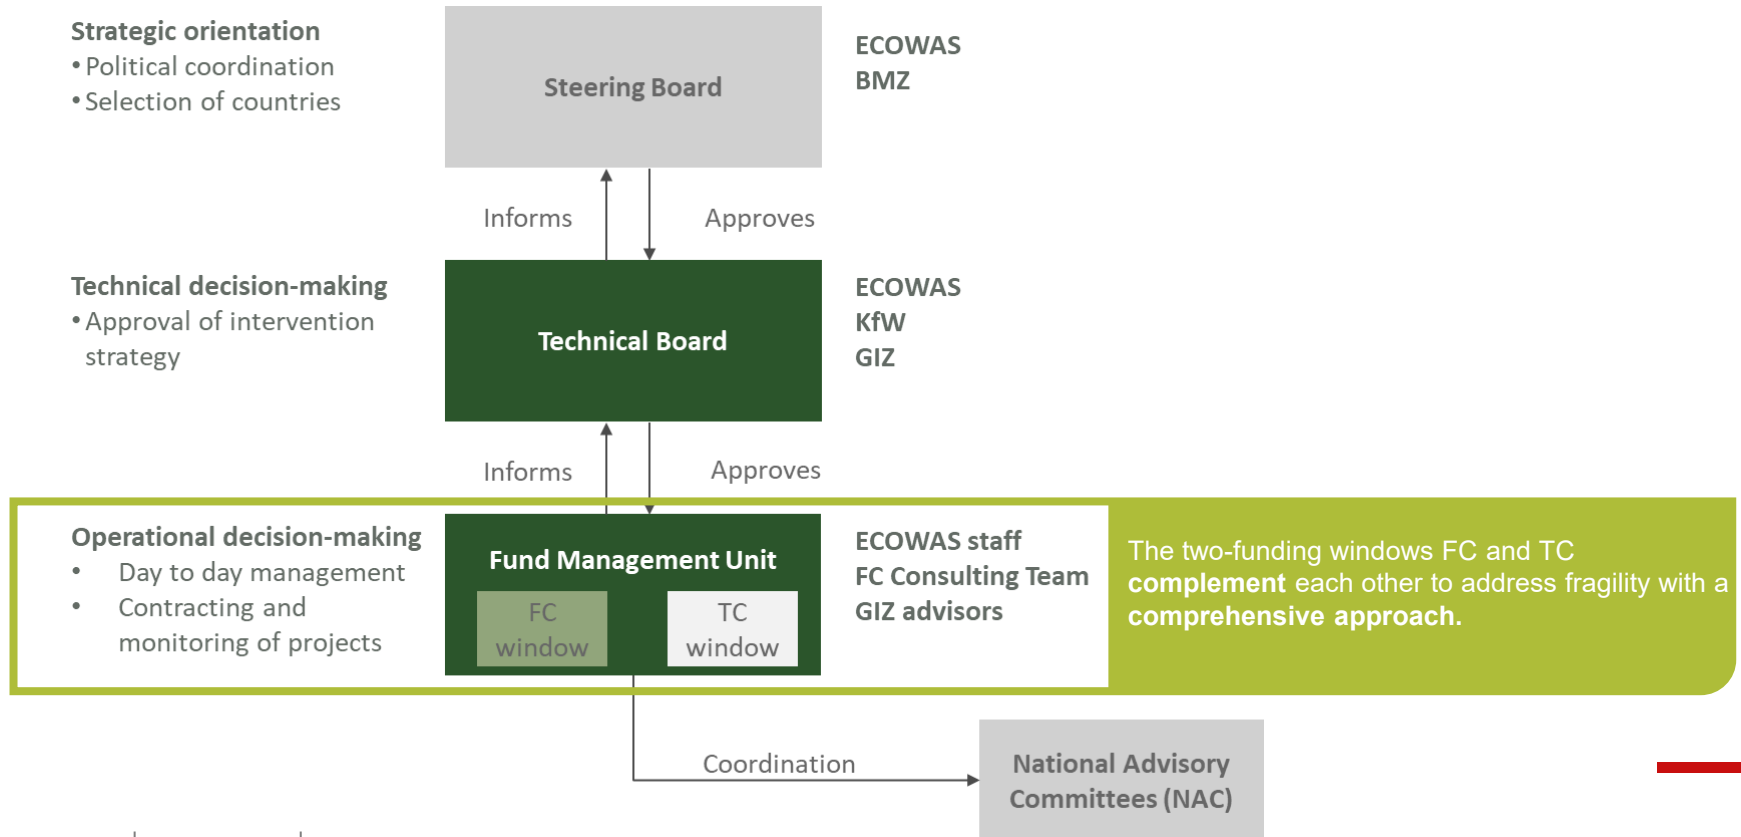 Strategic orientation
• Political coordination
• Selection of countries
Steering Board
ECOWAS
BMZ
Informs
Approves
Technical decision-making
• Approval of intervention
strategy
Technical Board
ECOWAS
KfW
GIZ
Informs
Approves
Operational decision-making
• Day to day management
• Contracting and
monitoring of projects
Fund Management Unit
FC
window
TC
window
ECOWAS staff
FC Consulting Team
GIZ advisors
The two-funding windows FC and TC
complement each other to address fragility with a
comprehensive approach.
Coordination
National Advisory
Committees (NAC)